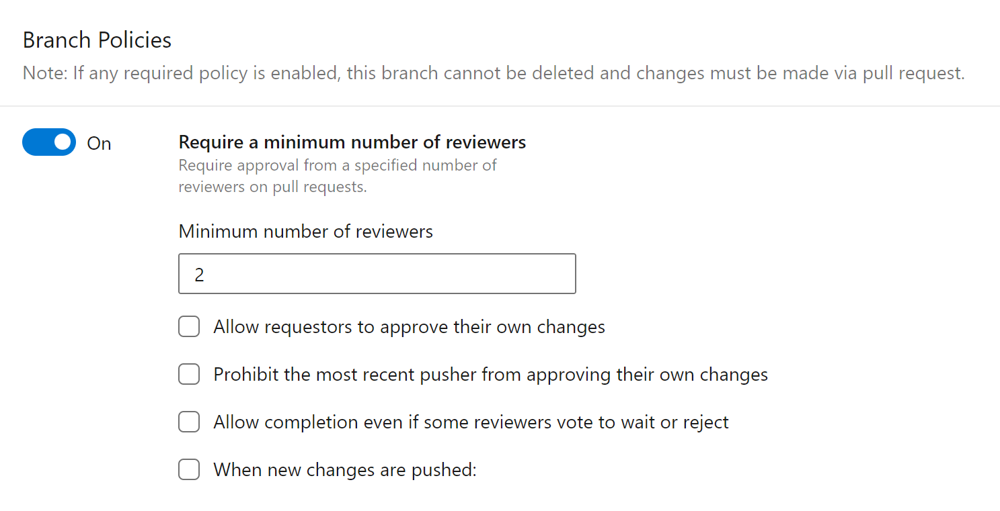 Branch Policies
Note: If any required policy is enabled, this branch cannot be deleted and changes must be made via pull request.
On
Require a minimum number of reviewers
Require approval from a specified number of
reviewers on pull requests.
Minimum number of reviewers
2
Allow requestors to approve their own changes
Prohibit the most recent pusher from approving their own changes
Allow completion even if some reviewers vote to wait or reject
When new changes are pushed: